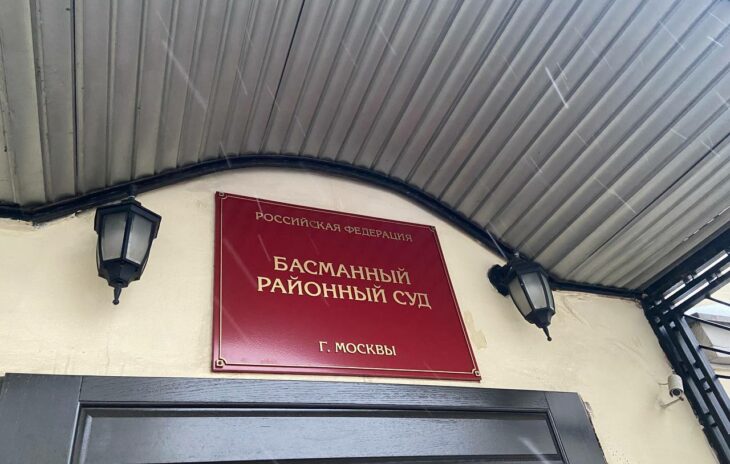 РОССИЙСКАЯ ФЕДЕРАЦИЯ
БАСМАННЫЙ
РАЙОННЫЙ СУД
Г. МОСКВЫ